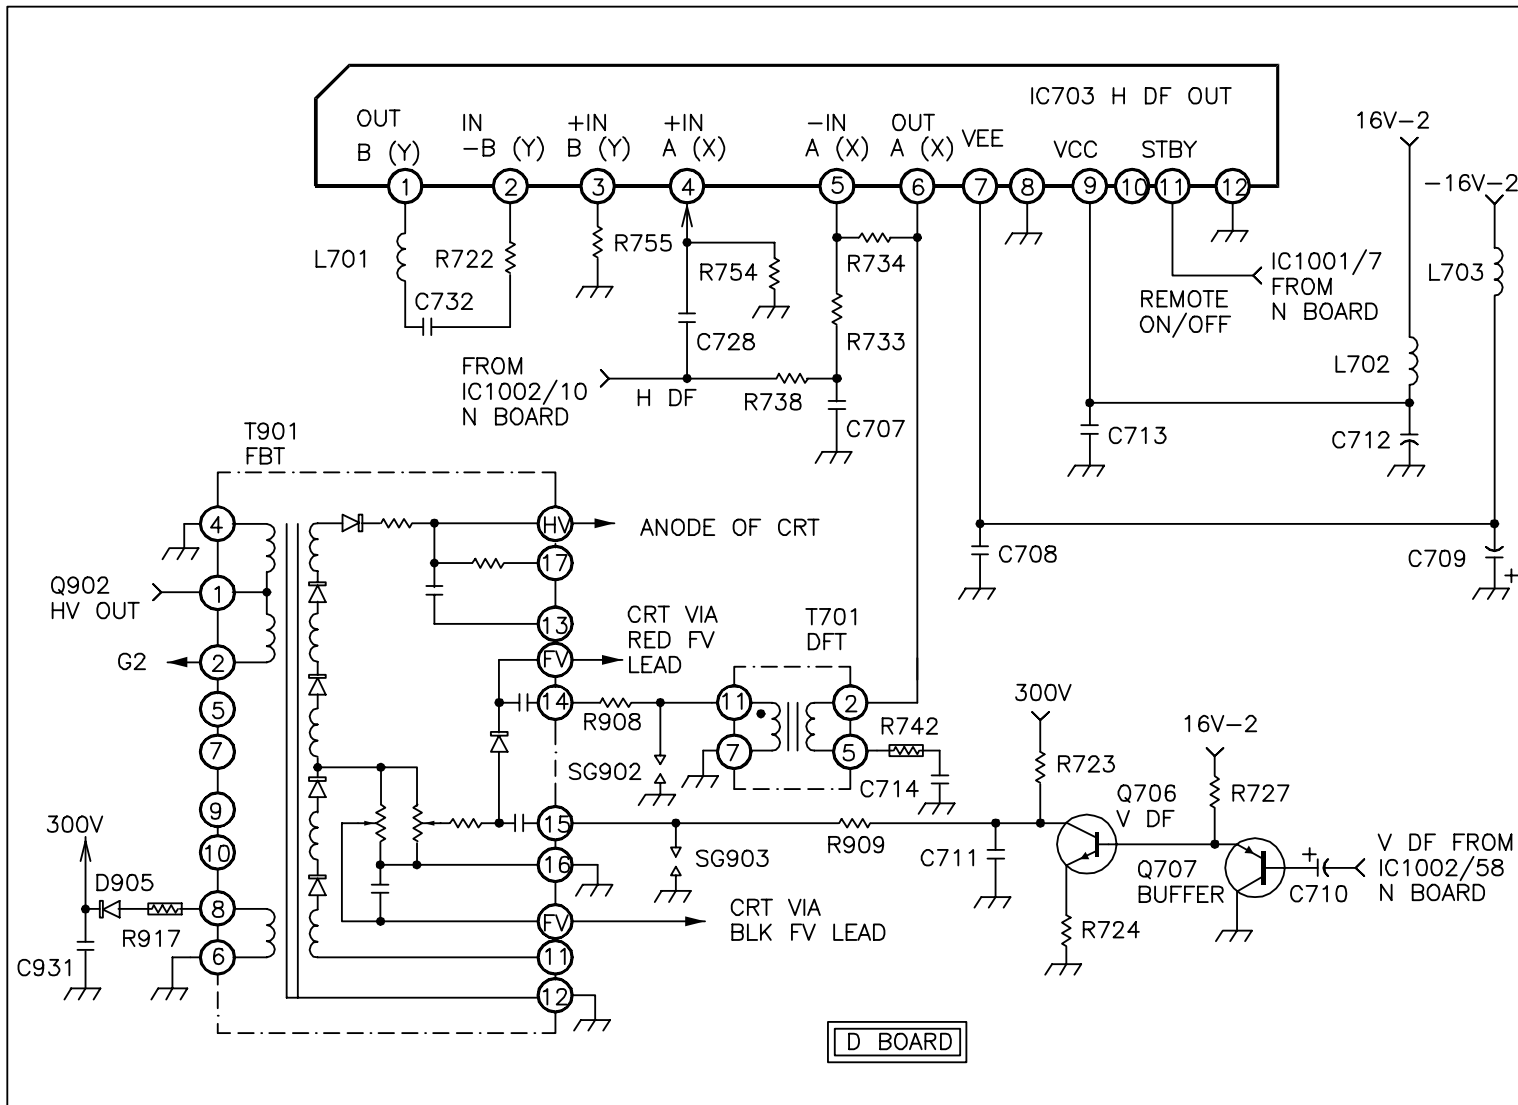 IC703 H DF OUT
OUT
B (Y)
IN
-B (Y)
+IN
B (Y)
+IN
A (X)
-IN
A (X)
OUT
A (X)
VEE
VCC
STBY
16V-2
-16V-2
1
2
3
4
5
6
7
8
9
10
11
12
L701
R722
C732
R755
R754
C728
R734
R733
REMOTE
ON/OFF
IC1001/7
FROM
N BOARD
L703
L702
FROM
IC1002/10
N BOARD
H DF
R738
C707
C713
C712
T901
FBT
C708
C709
+
4
HV
ANODE OF CRT
17
Q902
HV OUT
1
13
CRT VIA
RED FV
LEAD
T701
DFT
G2
2
FV
14
R908
11
2
5
7
SG902
7
5
R742
C714
300V
R723
16V-2
R727
Q706
V DF
9
10
300V
15
16
SG903
R909
C711
Q707
BUFFER
+
C710
V DF FROM
IC1002/58
N BOARD
D905
R917
8
6
C931
FV
CRT VIA
BLK FV LEAD
11
12
R724
D BOARD